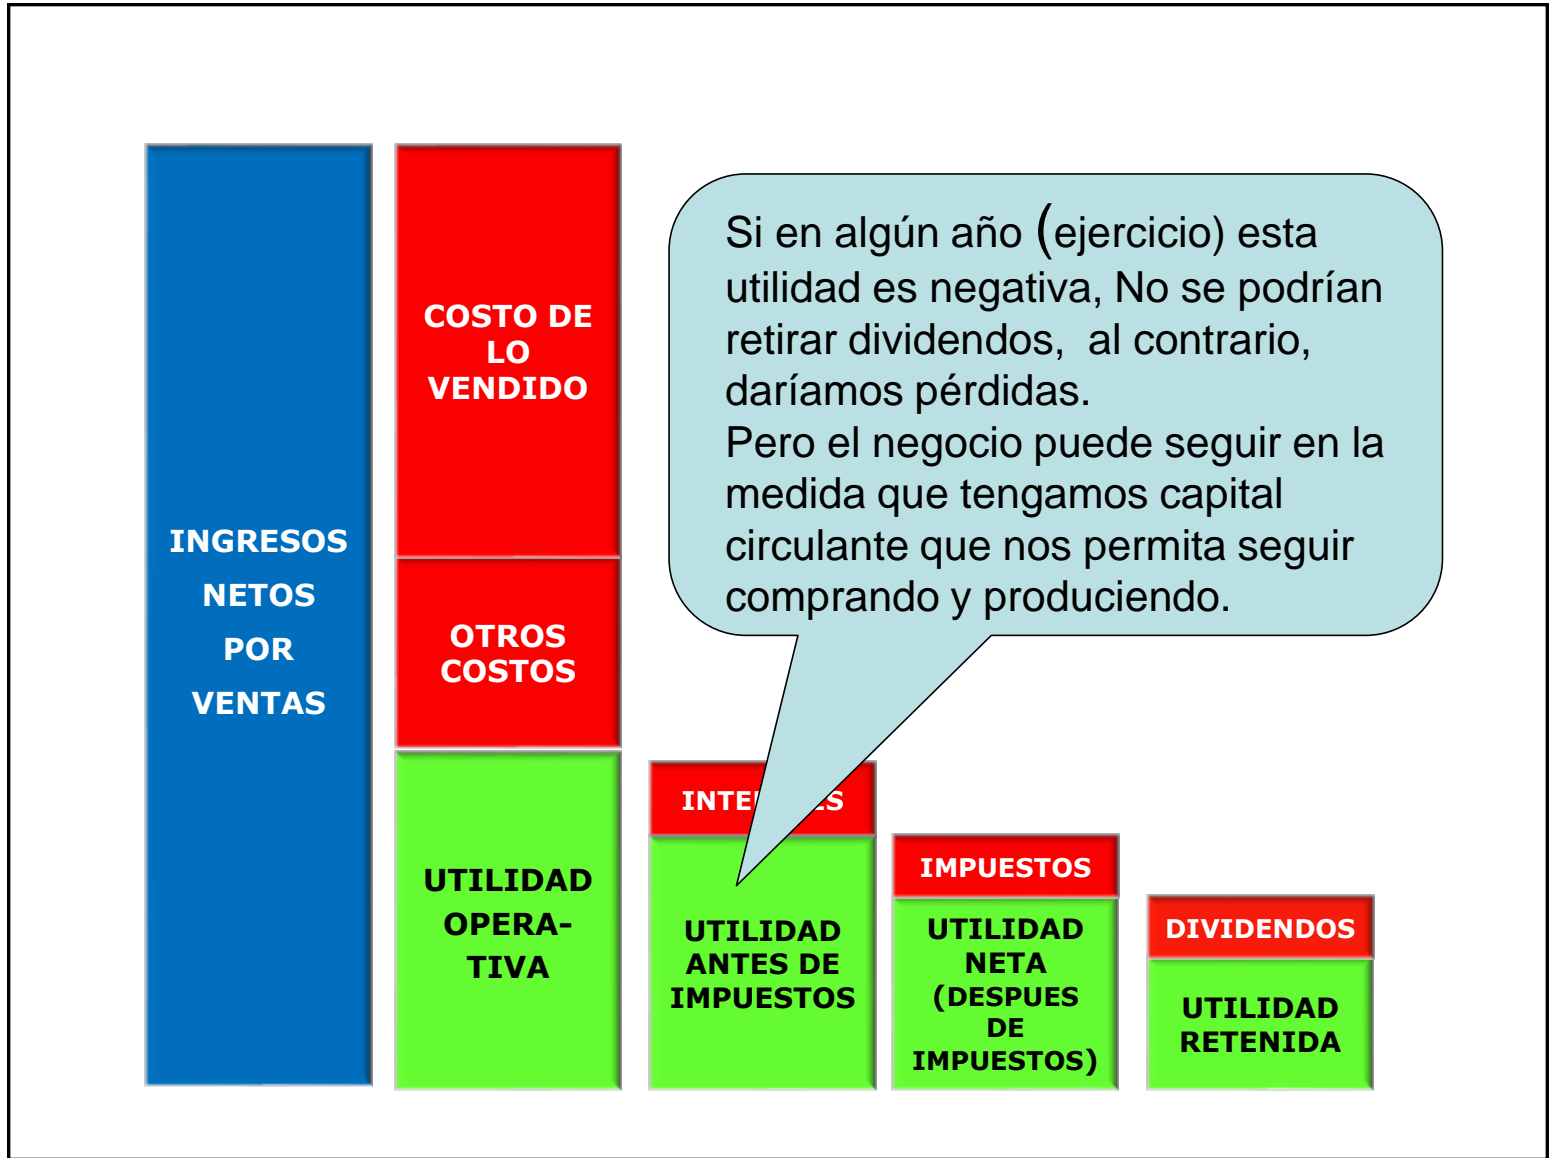 INGRESOS
NETOS
POR
VENTAS
COSTO DE
LO
VENDIDO
OTROS
COSTOS
UTILIDAD
OPERA-
TIVA
Si en algún año (ejercicio) esta
utilidad es negativa, No se podrían
retirar dividendos, al contrario,
daríamos pérdidas.
Pero el negocio puede seguir en la
medida que tengamos capital
circulante que nos permita seguir
comprando y produciendo.
UTILIDAD
ANTES DE
IMPUESTOS
IMPUESTOS
UTILIDAD
NETA
(DESPUES
DE
IMPUESTOS)
DIVIDENDOS
UTILIDAD
RETENIDA